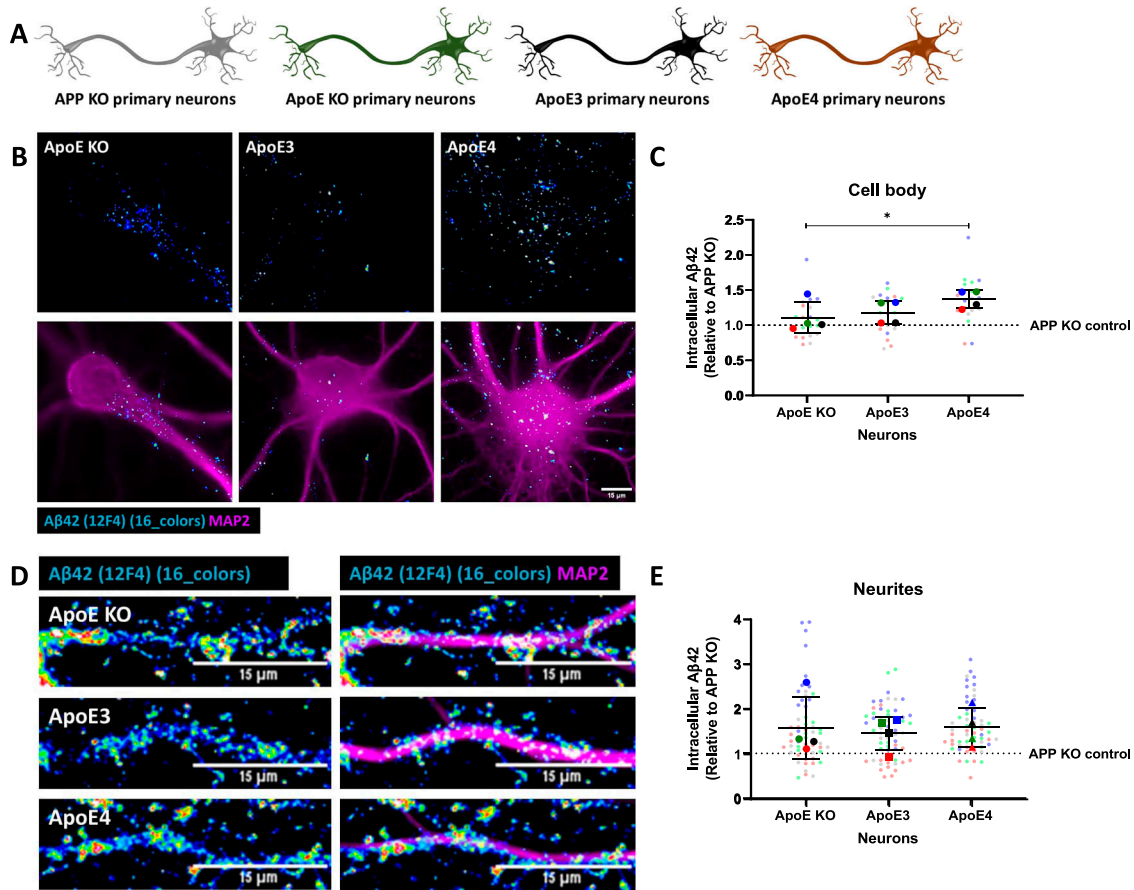 A
APP KO primary neurons
ApoE KO primary neurons
ApoE3 primary neurons
ApoE4 primary neurons
B
ApoE KO
ApoE3
ApoE4
15 µm
Aβ42 (12F4) (16_colors) MAP2
C
Cell body
Intracellular Aβ42
(Relative to APP KO)
2.5
2.0
1.5
1.0
0.5
0.0
*
APP KO control
ApoE KO
ApoE3
ApoE4
Neurons
D
Aβ42 (12F4) (16_colors)
Aβ42 (12F4) (16_colors) MAP2
ApoE KO
15 µm
15 µm
ApoE3
15 µm
15 µm
ApoE4
15 µm
15 µm
E
Neurites
Intracellular Aβ42
(Relative to APP KO)
4
3
2
1
0
APP KO control
ApoE KO
ApoE3
ApoE4
Neurons